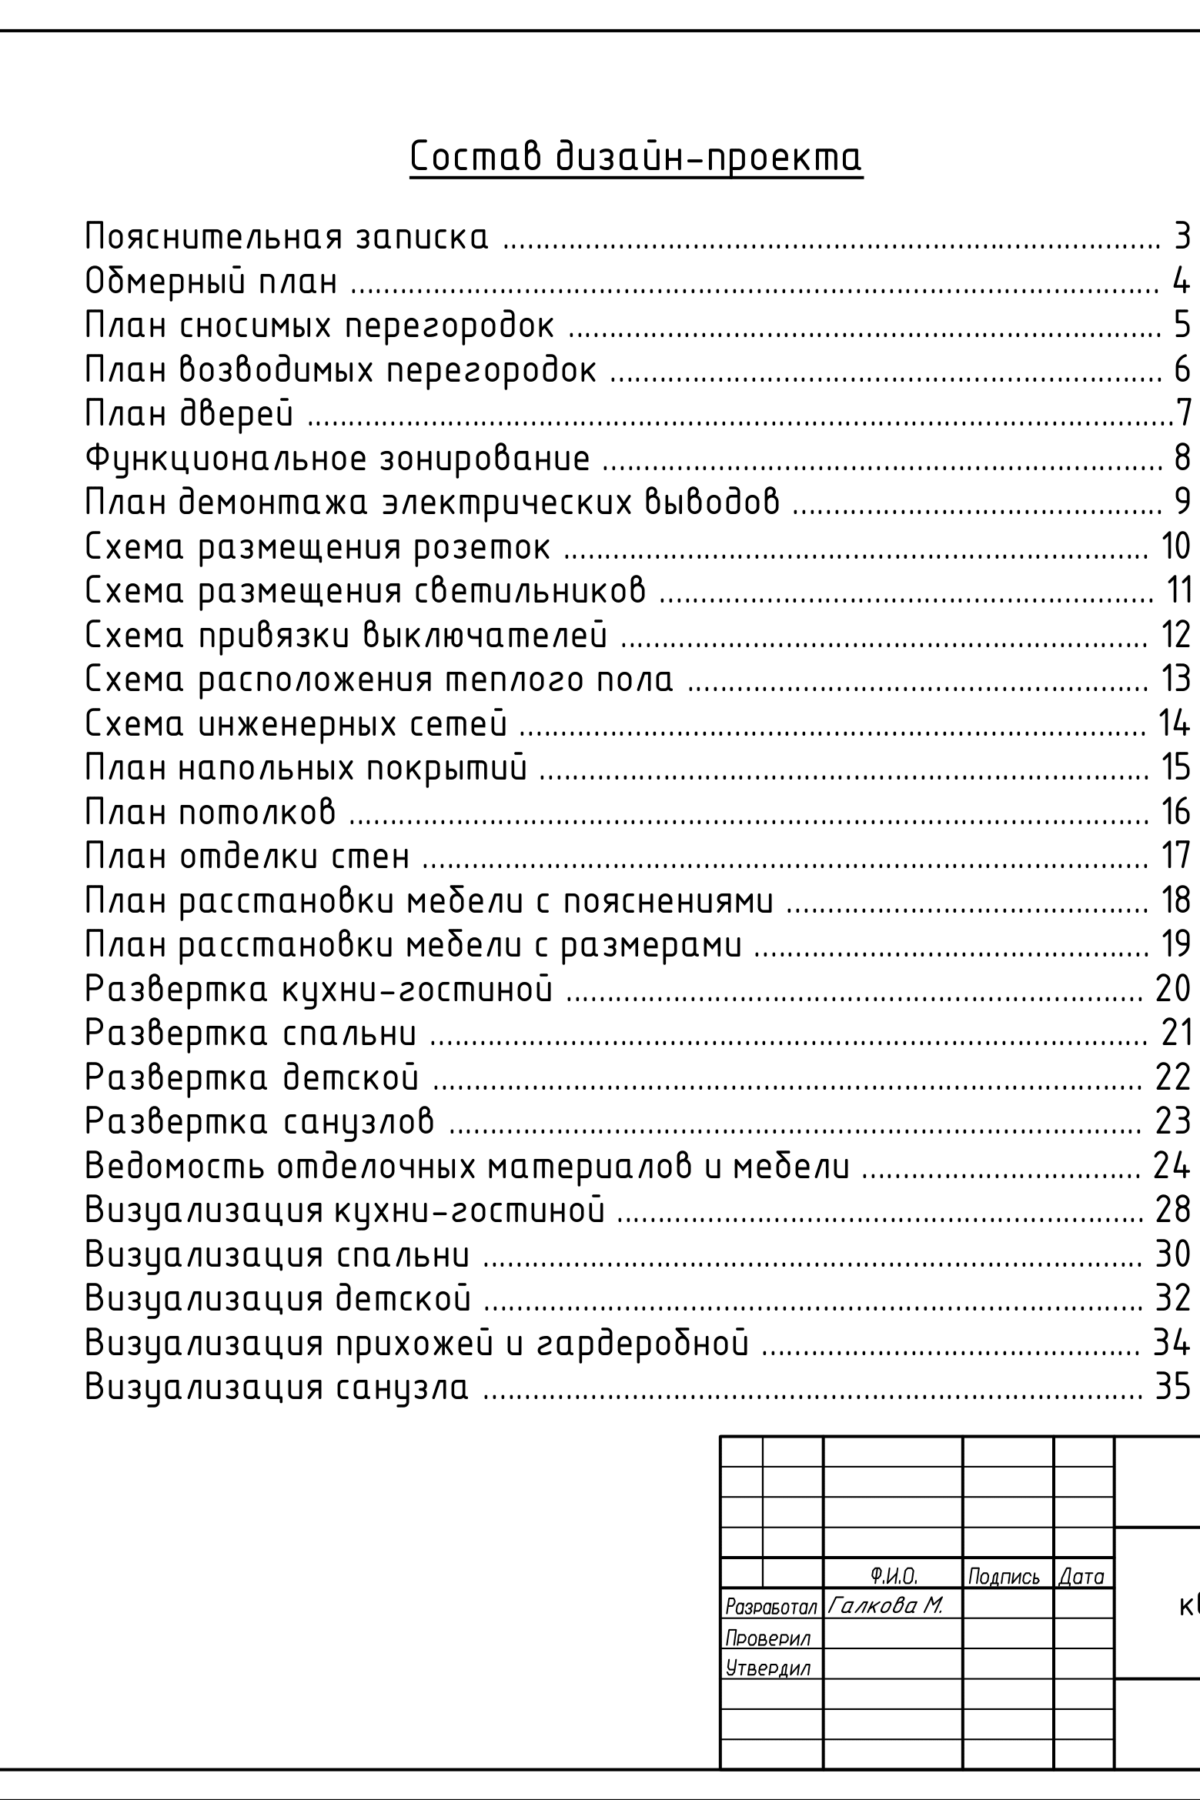 Состав дизайн-проекта
Пояснительная записка ........ 3
Обмерный план ........ 4
План сносимых перегородок ........ 5
План возводимых перегородок ........ 6
План дверей ........ 7
Функциональное зонирование ........ 8
План демонтажа электрических выводов ........ 9
Схема размещения розеток ........ 10
Схема размещения светильников ........ 11
Схема привязки выключателей ........ 12
Схема расположения теплого пола ........ 13
Схема инженерных сетей ........ 14
План напольных покрытий ........ 15
План потолков ........ 16
План отделки стен ........ 17
План расстановки мебели с пояснениями ........ 18
План расстановки мебели с размерами ........ 19
Развертка кухни-гостиной ........ 20
Развертка спальни ........ 21
Развертка детской ........ 22
Развертка санузлов ........ 23
Ведомость отделочных материалов и мебели ........ 24
Визуализация кухни-гостиной ........ 28
Визуализация спальни ........ 30
Визуализация детской ........ 32
Визуализация прихожей и гардеробной ........ 34
Визуализация санузла ........ 35
Ф.И.О. Подпись Дата
Разработал Галкова М.
Проверил
Утвердил